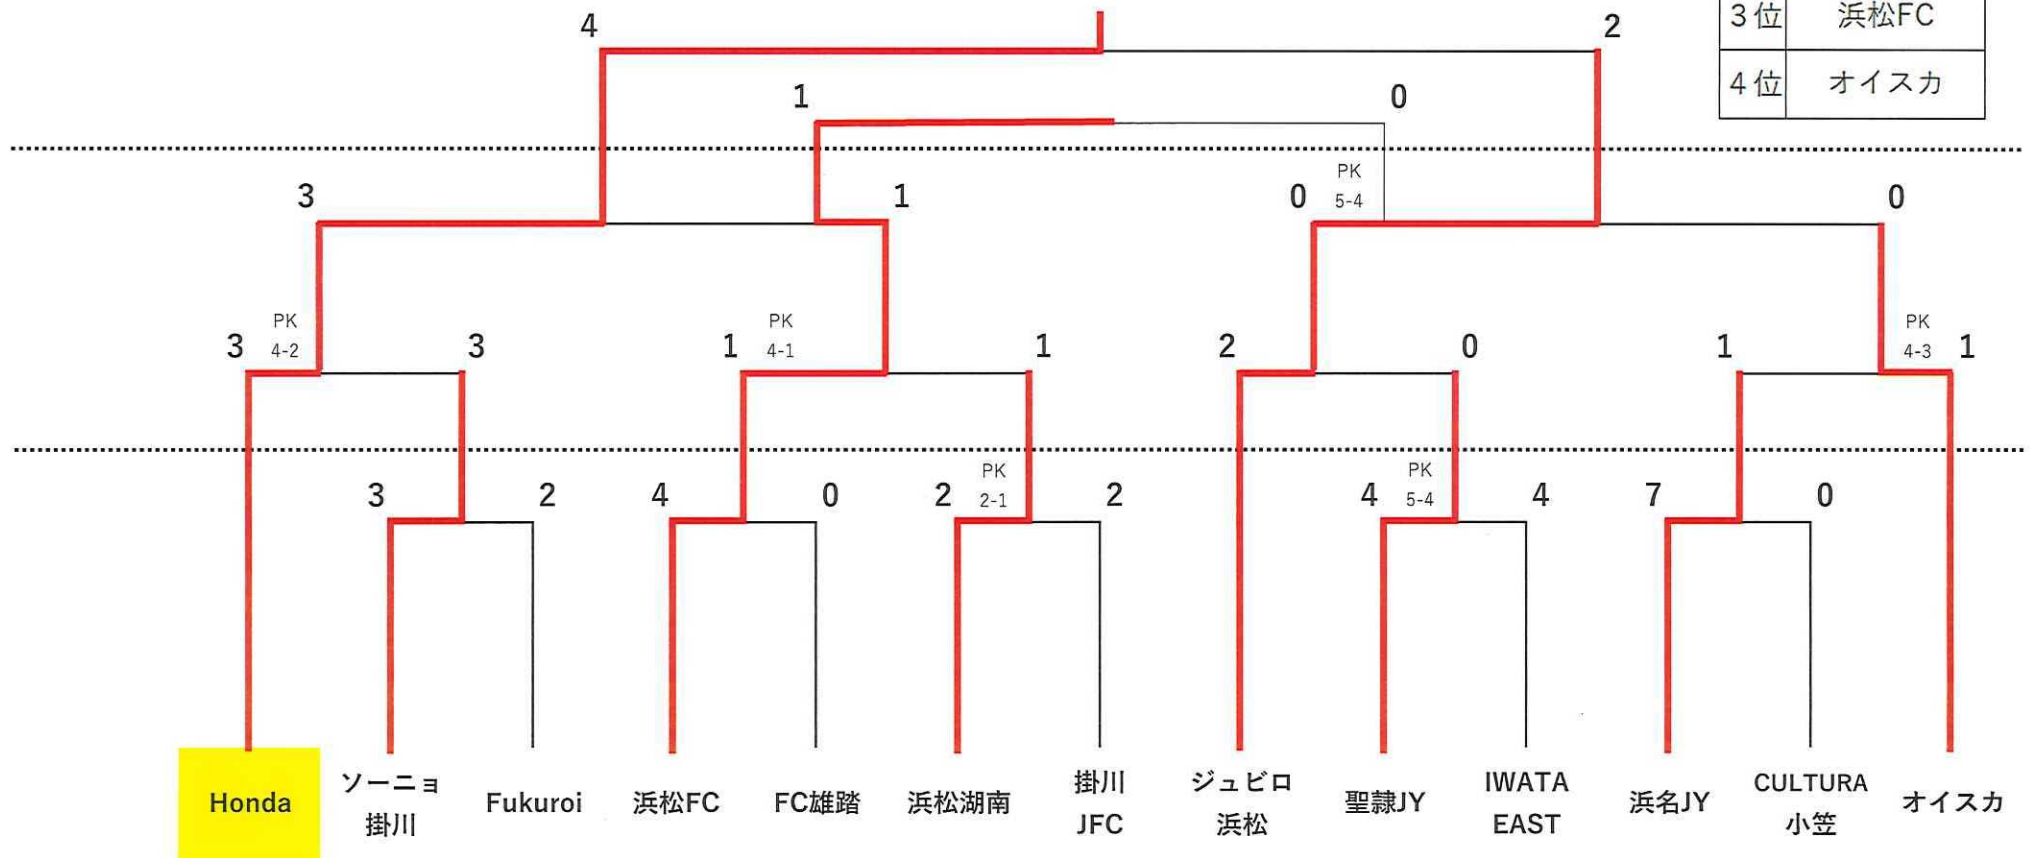 4
2
3位 浜松FC
4位 オイスカ
1
0
3
1
0
PK
5-4
0
3
PK
4-2
3
1
PK
4-1
1
2
0
1
PK
4-3
1
3
2
4
0
2
PK
2-1
2
4
PK
5-4
4
7
0
Honda
ソーニョ
掛川
Fukuroi
浜松FC
FC雄踏
浜松湖南
掛川
JFC
ジュビロ
浜松
聖隷JY
IWATA
EAST
浜名JY
CULTURA
小笠
オイスカ